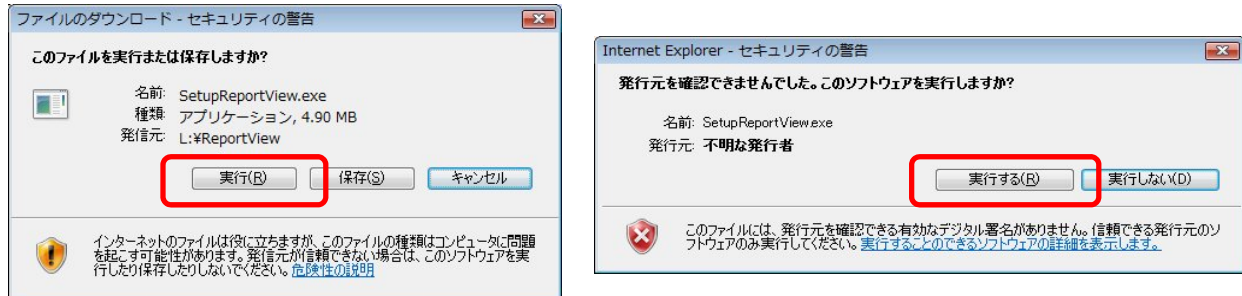 ファイルのダウンロード - セキュリティの警告
このファイルを実行または保存しますか?
名前: SetupReportView.exe
種類: アプリケーション, 4.90 MB
発信元: L:¥ReportView
実行(R) 保存(S) キャンセル
インターネットのファイルは役に立ちますが、このファイルの種類はコンピュータに問題
を起こす可能性があります。発信元が信頼できない場合は、このソフトウェアを実
行したり保存したりしないでください。危険性の説明
Internet Explorer - セキュリティの警告
発行元を確認できませんでした。このソフトウェアを実行しますか?
名前: SetupReportView.exe
発行元: 不明な発行者
実行する(R) 実行しない(D)
このファイルには、発行元を確認できる有効なデジタル署名がありません。信頼できる発行元のソ
フトウェアのみ実行してください。実行することのできるソフトウェアの詳細を表示します。